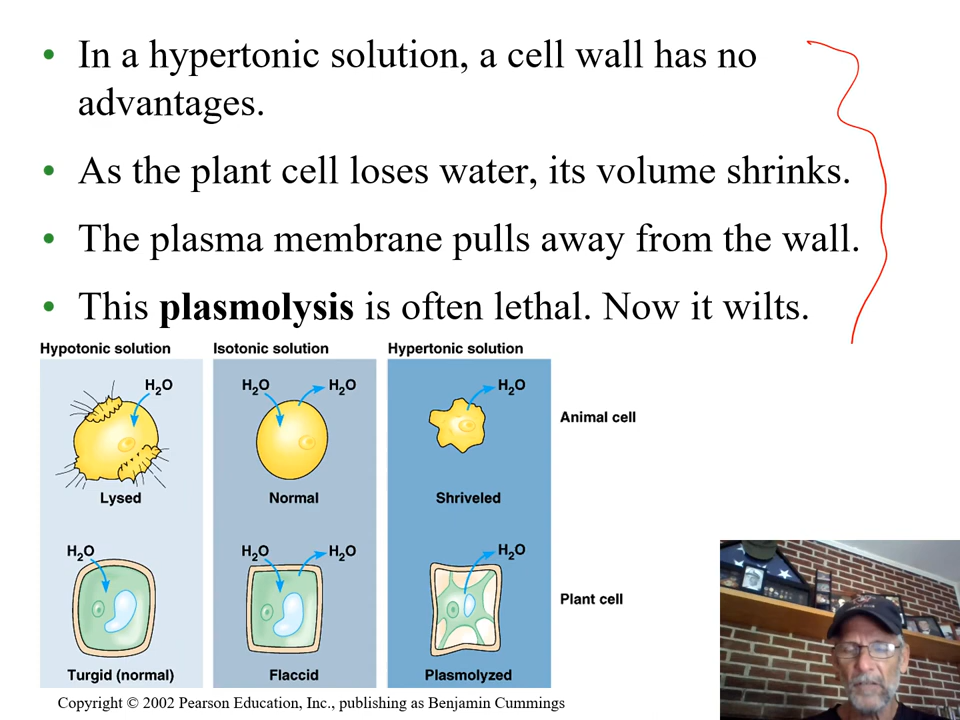 • In a hypertonic solution, a cell wall has no
advantages.
• As the plant cell loses water, its volume shrinks.
• The plasma membrane pulls away from the wall.
• This plasmolysis is often lethal. Now it wilts.
Hypotonic solution Isotonic solution Hypertonic solution
H₂O H₂O H₂O H₂O
Animal cell
Lysed Normal Shriveled
H₂O H₂O H₂O H₂O
Plant cell
Turgid (normal) Flaccid Plasmolyzed
Copyright © 2002 Pearson Education, Inc., publishing as Benjamin Cummings